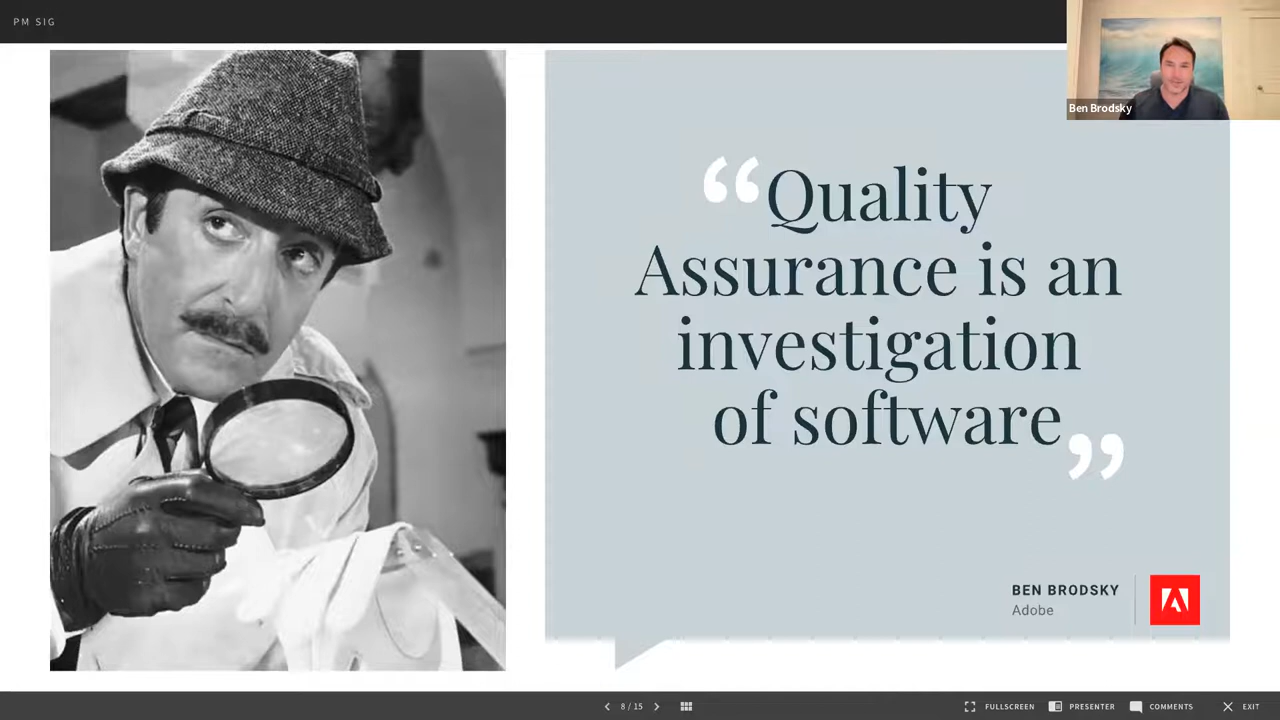 PM SIG
Ben Brodsky
“Quality
Assurance is an
investigation
of software”
BEN BRODSKY
Adobe
8 / 15
FULLSCREEN
PRESENTER
COMMENTS
EXIT